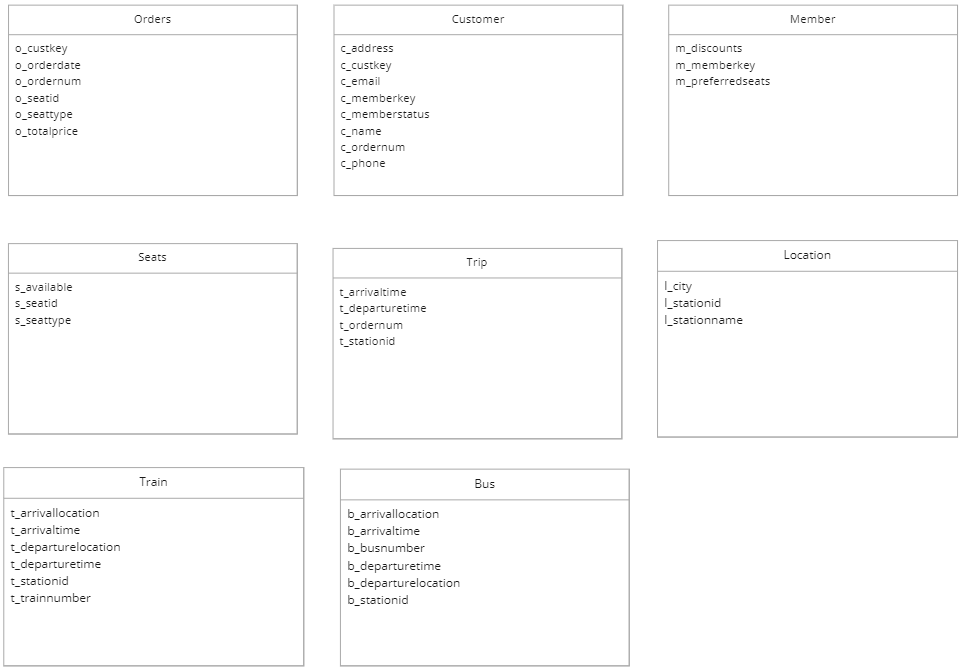 Orders
o_custkey
o_orderdate
o_ordernum
o_seatid
o_seattype
o_totalprice
Customer
c_address
c_custkey
c_email
c_memberkey
c_memberstatus
c_name
c_ordernum
c_phone
Member
m_discounts
m_memberkey
m_preferredseats
Seats
s_available
s_seatid
s_seattype
Trip
t_arrivaltime
t_departuretime
t_ordernum
t_stationid
Location
l_city
l_stationid
l_stationname
Train
t_arrivallocation
t_arrivaltime
t_departurelocation
t_departuretime
t_stationid
t_trainnumber
Bus
b_arrivallocation
b_arrivaltime
b_busnumber
b_departuretime
b_departurelocation
b_stationid